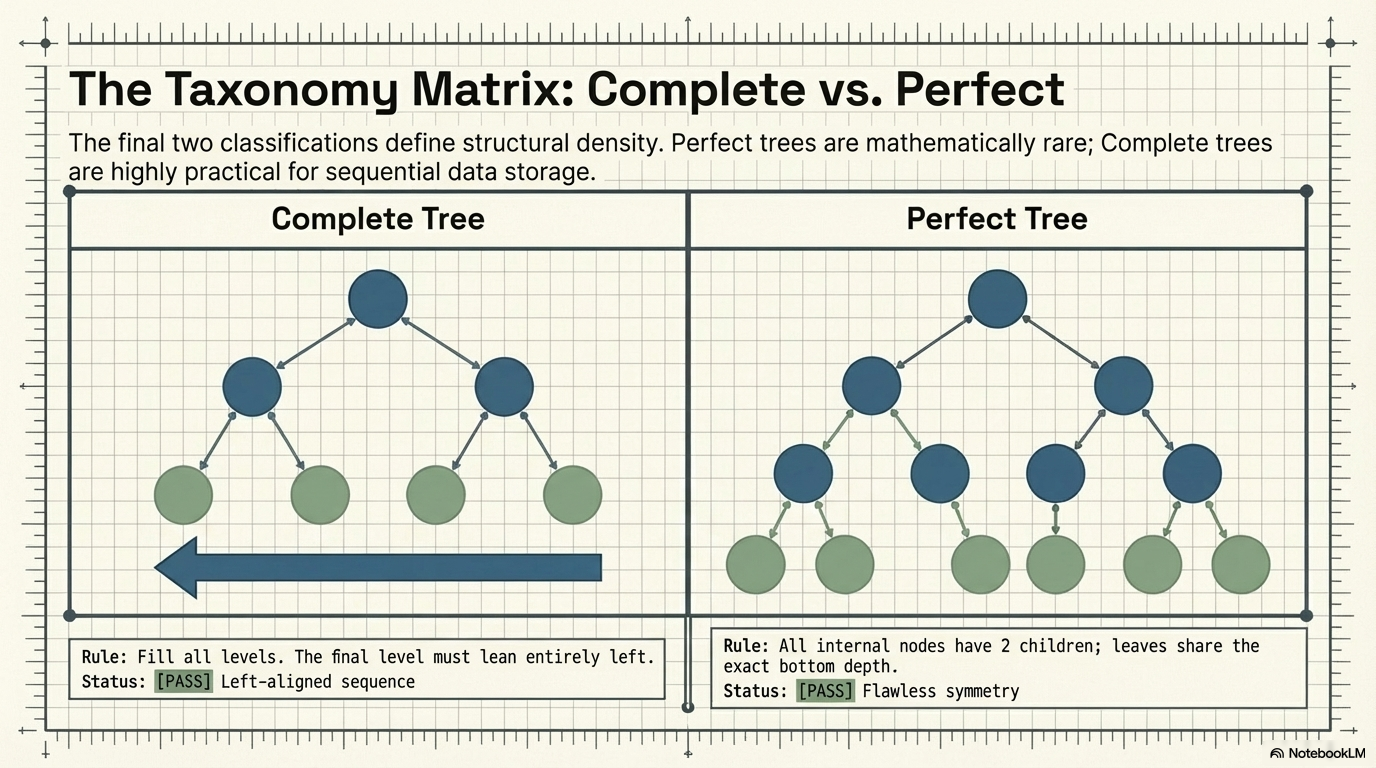 The Taxonomy Matrix: Complete vs. Perfect
The final two classifications define structural density. Perfect trees are mathematically rare; Complete trees
are highly practical for sequential data storage.
Complete Tree
Perfect Tree
Rule: Fill all levels. The final level must lean entirely left.
Status: [PASS] Left-aligned sequence
Rule: All internal nodes have 2 children; leaves share the
exact bottom depth.
Status: [PASS] Flawless symmetry
NotebookLM